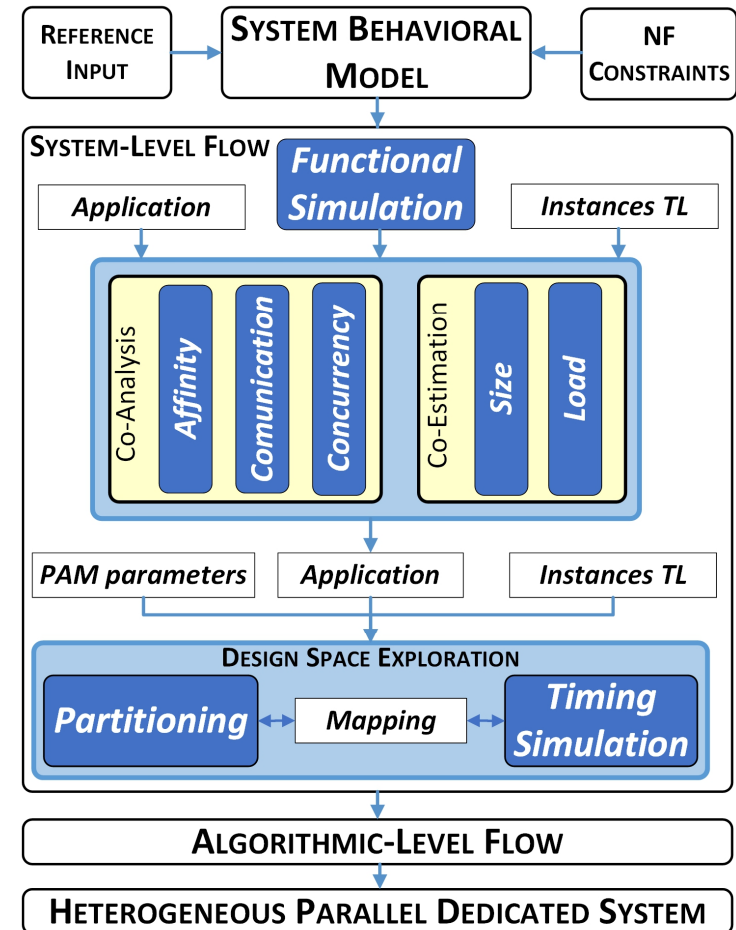 REFERENCE
INPUT
SYSTEM BEHAVIORAL
MODEL
NF
CONSTRAINTS
SYSTEM-LEVEL FLOW
Functional
Simulation
Application
Instances TL
Co-Analysis
Affinity
Comunication
Concurrency
Co-Estimation
Size
Load
PAM parameters
Application
Instances TL
DESIGN SPACE EXPLORATION
Partitioning
Mapping
Timing
Simulation
ALGORITHMIC-LEVEL FLOW
HETEROGENEOUS PARALLEL DEDICATED SYSTEM